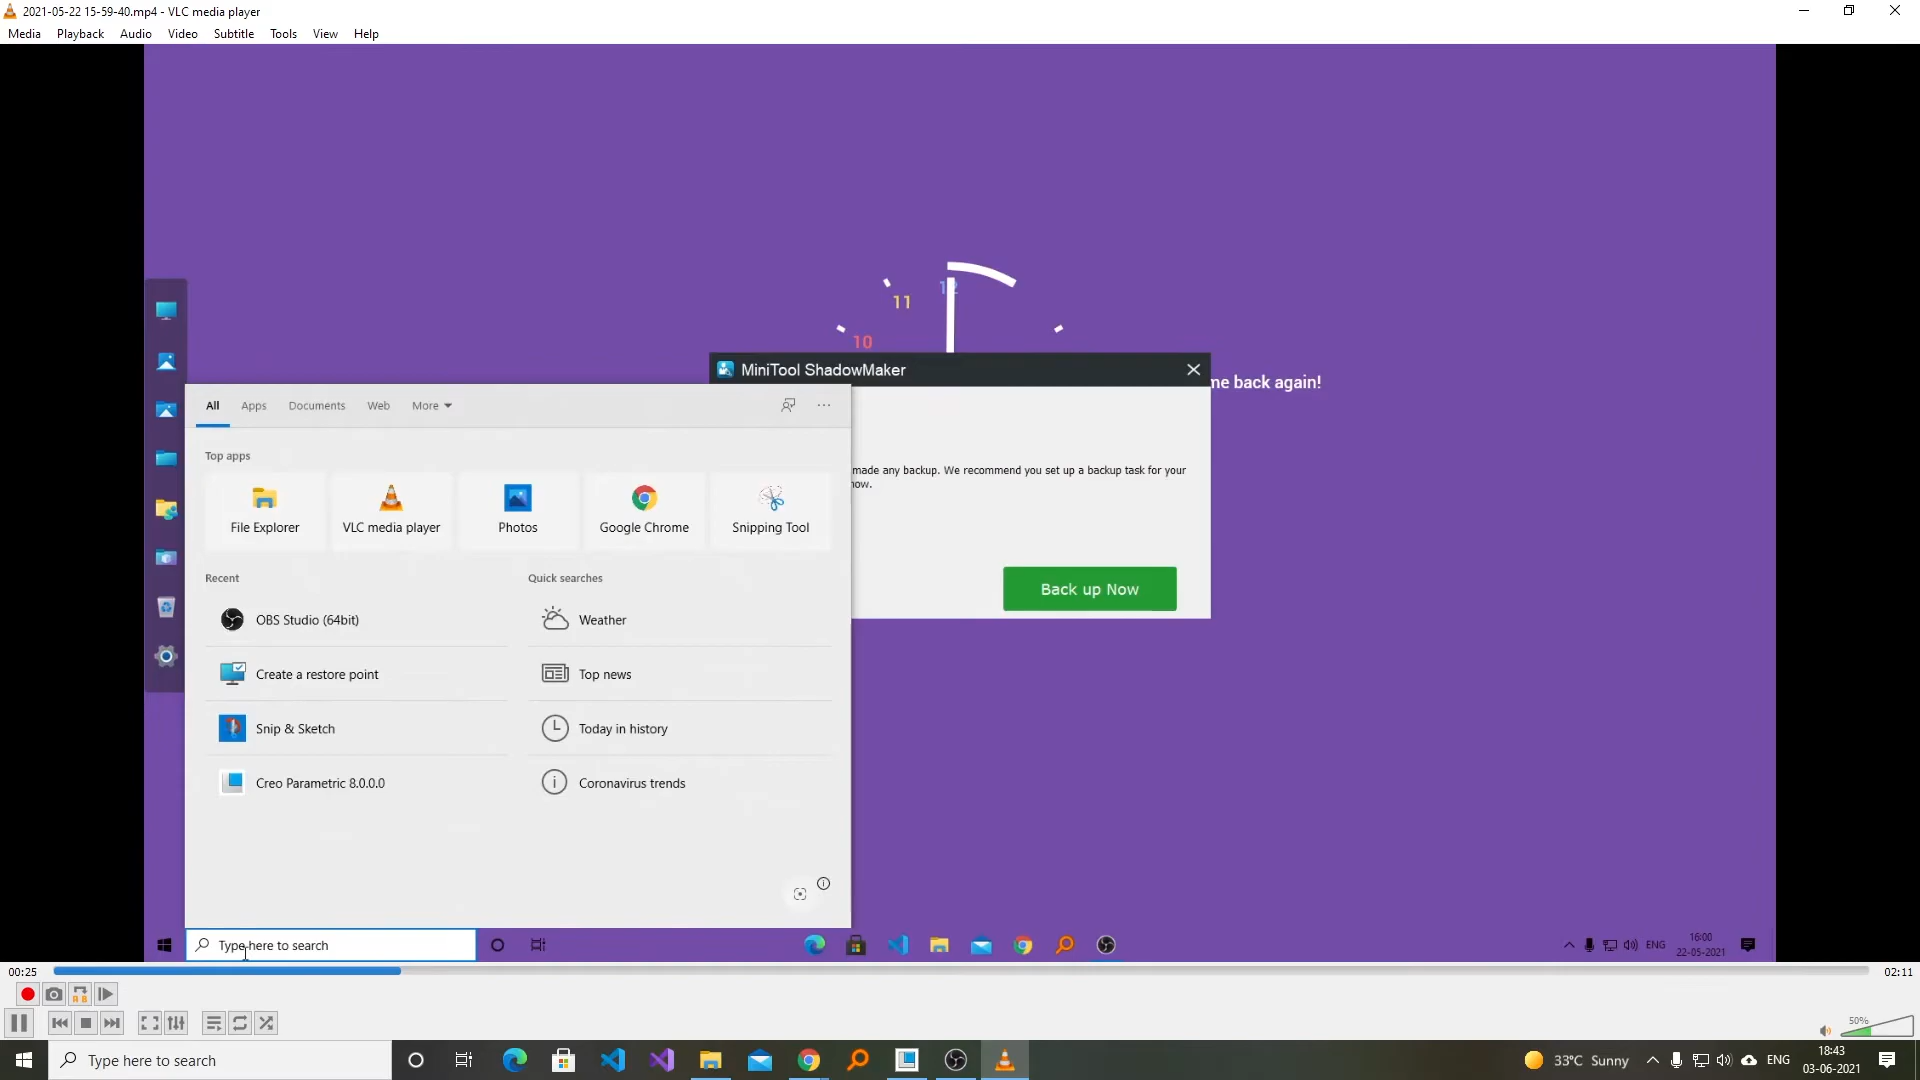 2021-05-22 15-59-40.mp4 - VLC media player
Media Playback Audio Video Subtitle Tools View Help
12
11
10
me back again!
MiniTool ShadowMaker
made any backup. We recommend you set up a backup task for your
now.
Back up Now
All Apps Documents Web More
Top apps
File Explorer VLC media player Photos Google Chrome Snipping Tool
Recent
OBS Studio (64bit)
Create a restore point
Snip & Sketch
Creo Parametric 8.0.0.0
Quick searches
Weather
Top news
Today in history
Coronavirus trends
Type here to search
ENG
16:00
22-05-2021
00:25
02:11
50%
Type here to search
33°C Sunny
ENG
18:43
03-06-2021